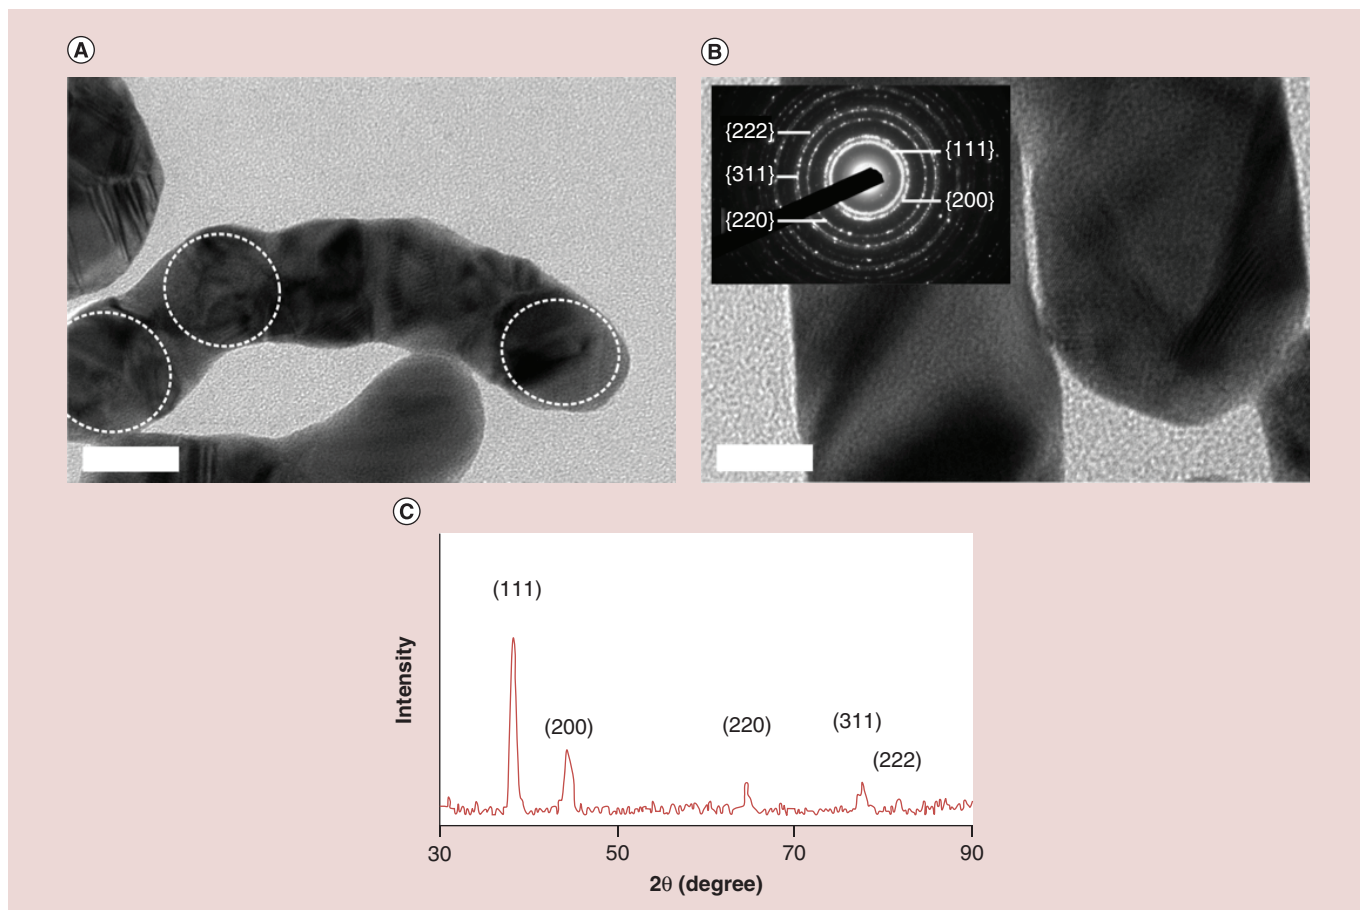 A
B
{222}
{111}
{311}
{200}
{220}
C
(111)
(200)
(220)
(311)
(222)
Intensity
30
50
70
90
2θ (degree)